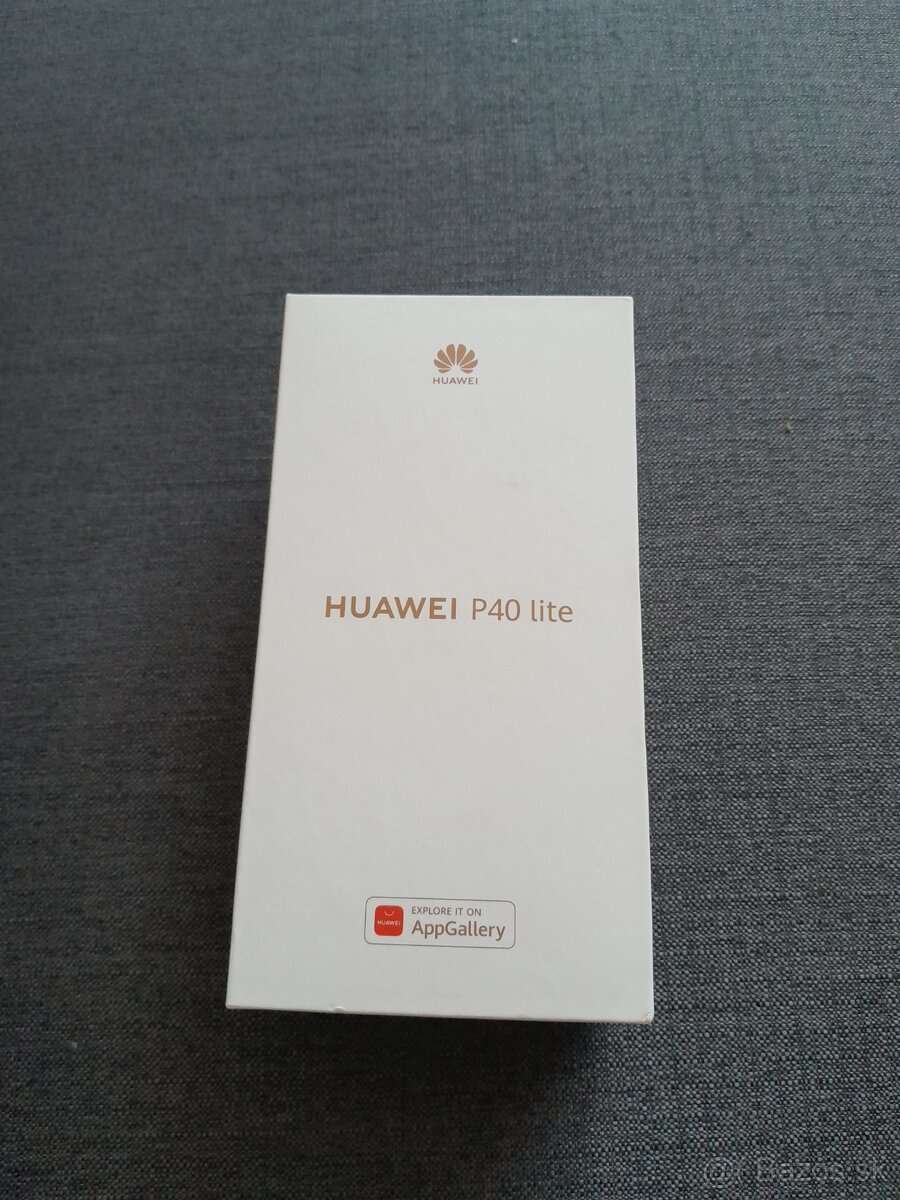 HUAWEI
HUAWEI P40 lite
HUAWEI
EXPLORE IT ON
AppGallery
Bazos.sk